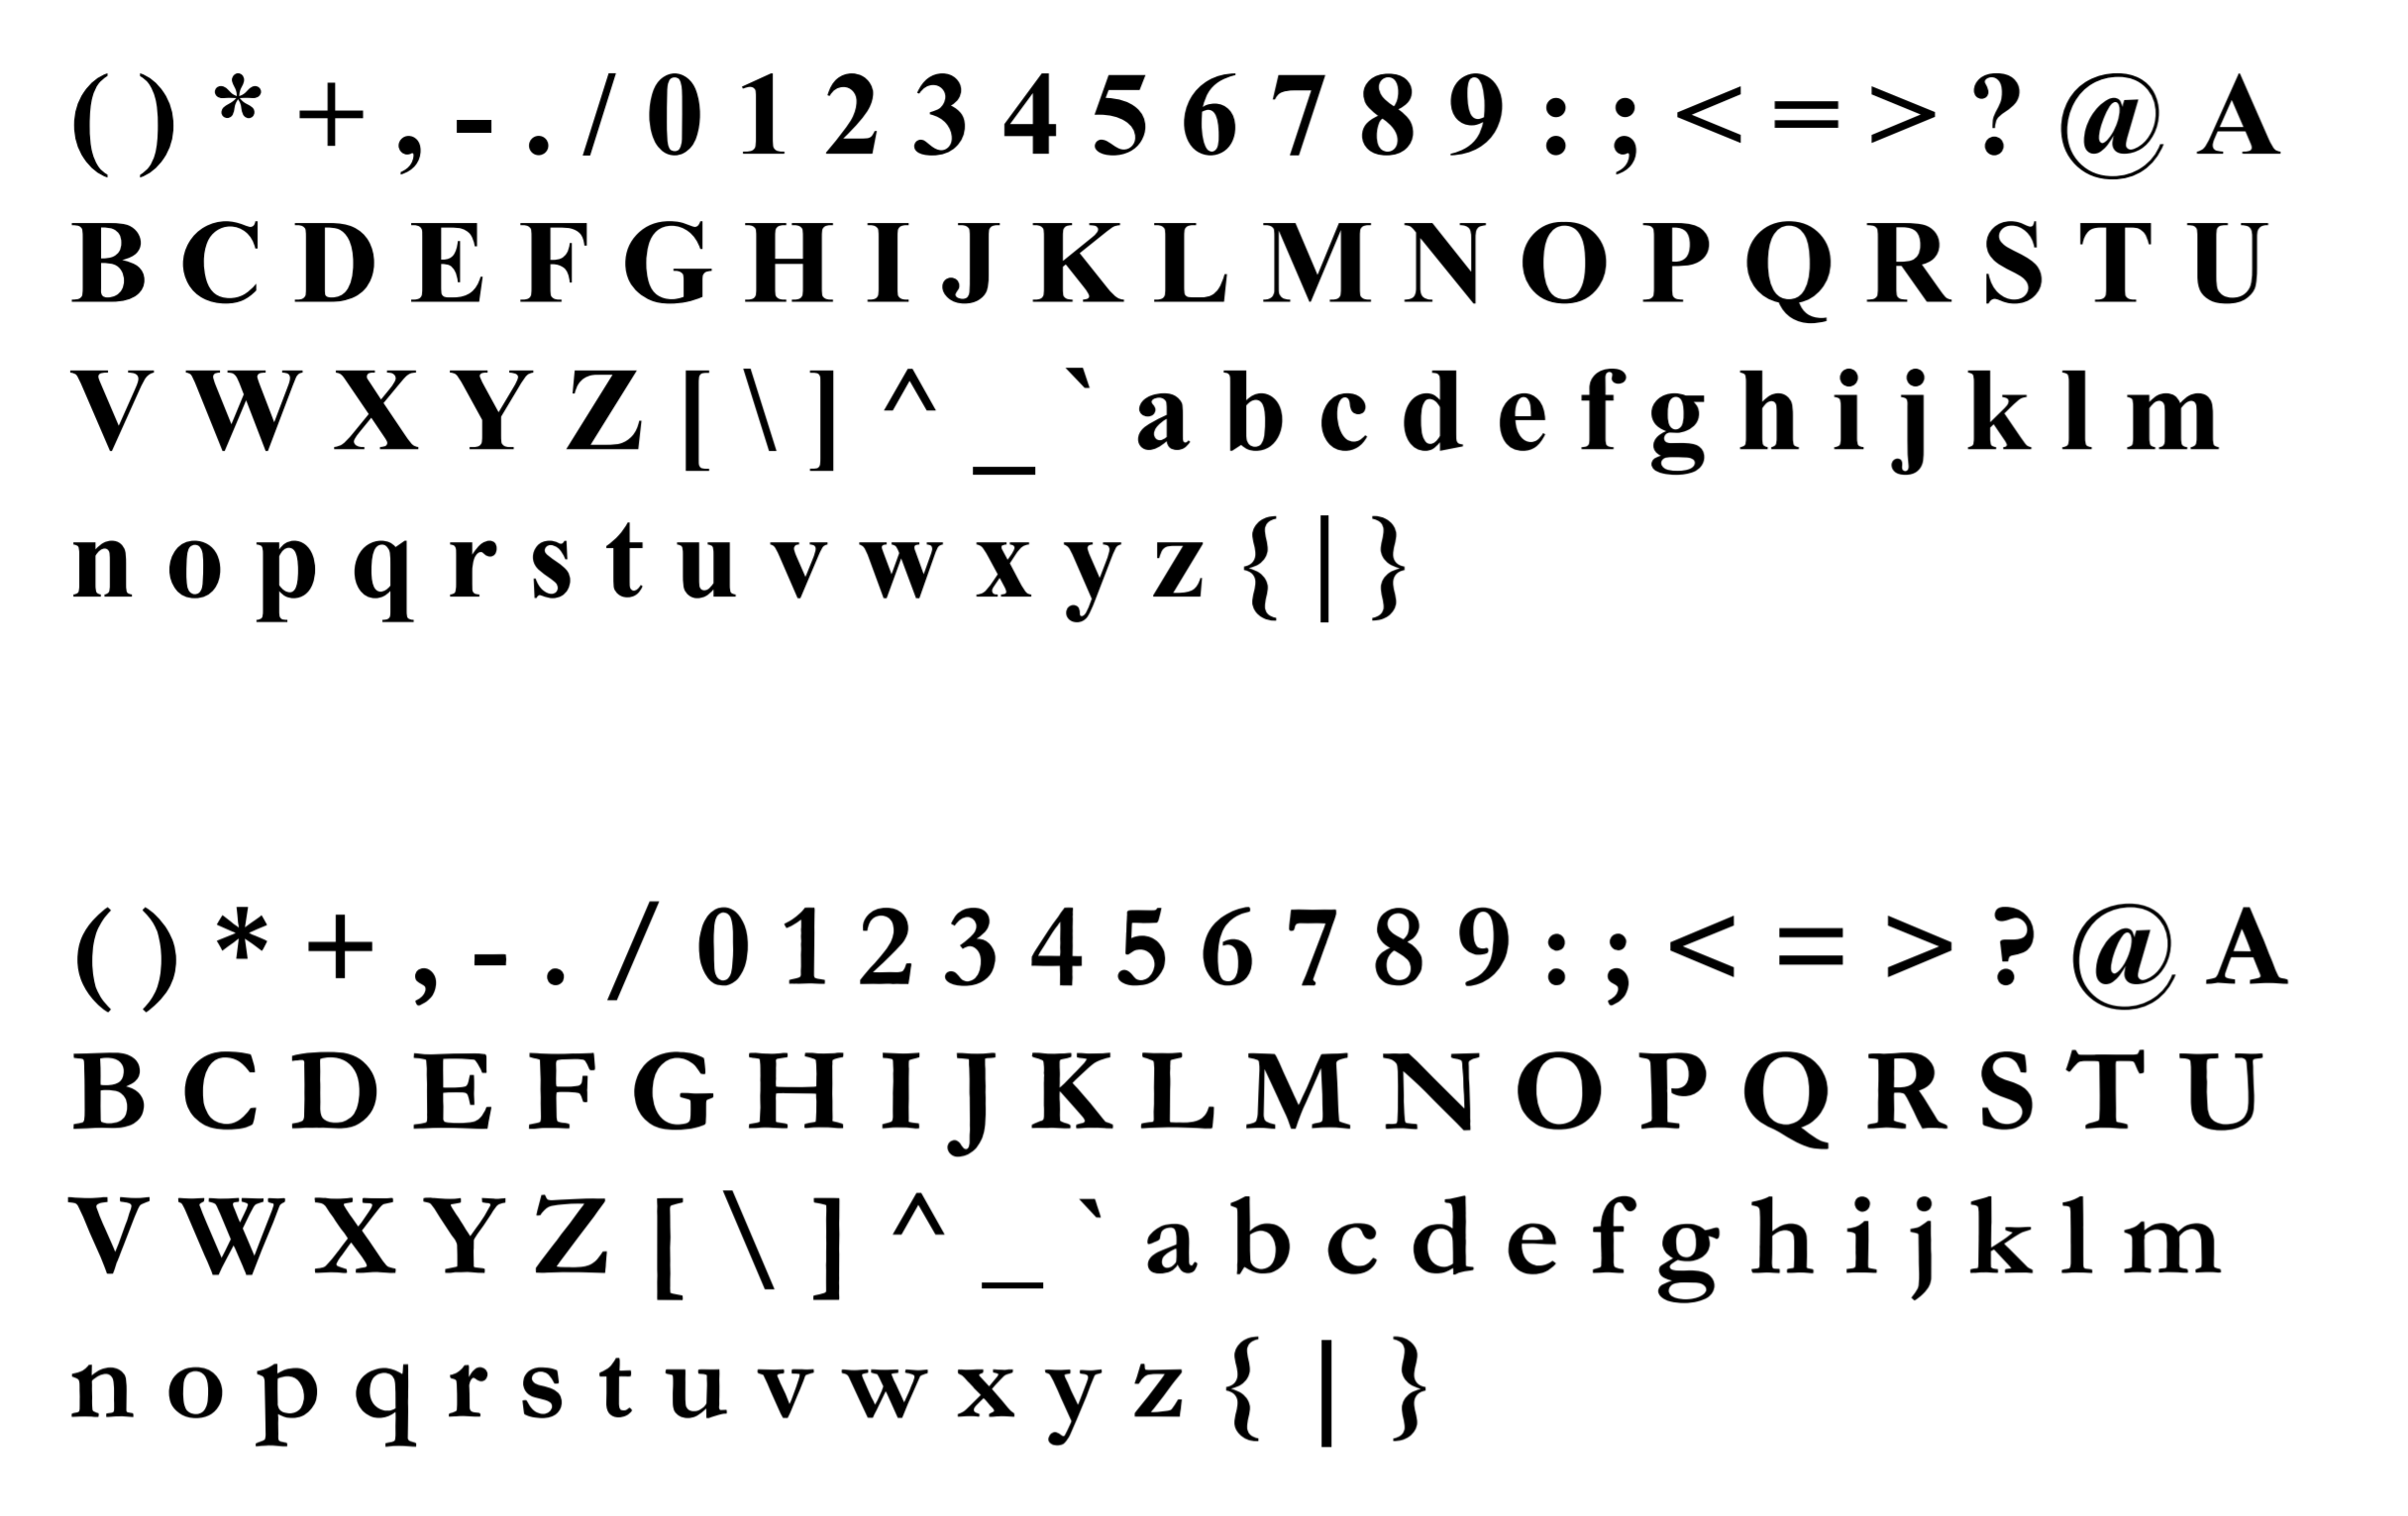 ( ) * + , - . / 0 1 2 3 4 5 6 7 8 9 : ; < = > ? @ A
B C D E F G H I J K L M N O P Q R S T U
V W X Y Z [ \ ] ^ _ ` a b c d e f g h i j k l m
n o p q r s t u v w x y z { | }
( ) * + , - . / 0 1 2 3 4 5 6 7 8 9 : ; < = > ? @ A
B C D E F G H I J K L M N O P Q R S T U
V W X Y Z [ \ ] ^ _ ` a b c d e f g h i j k l m
n o p q r s t u v w x y z { | }